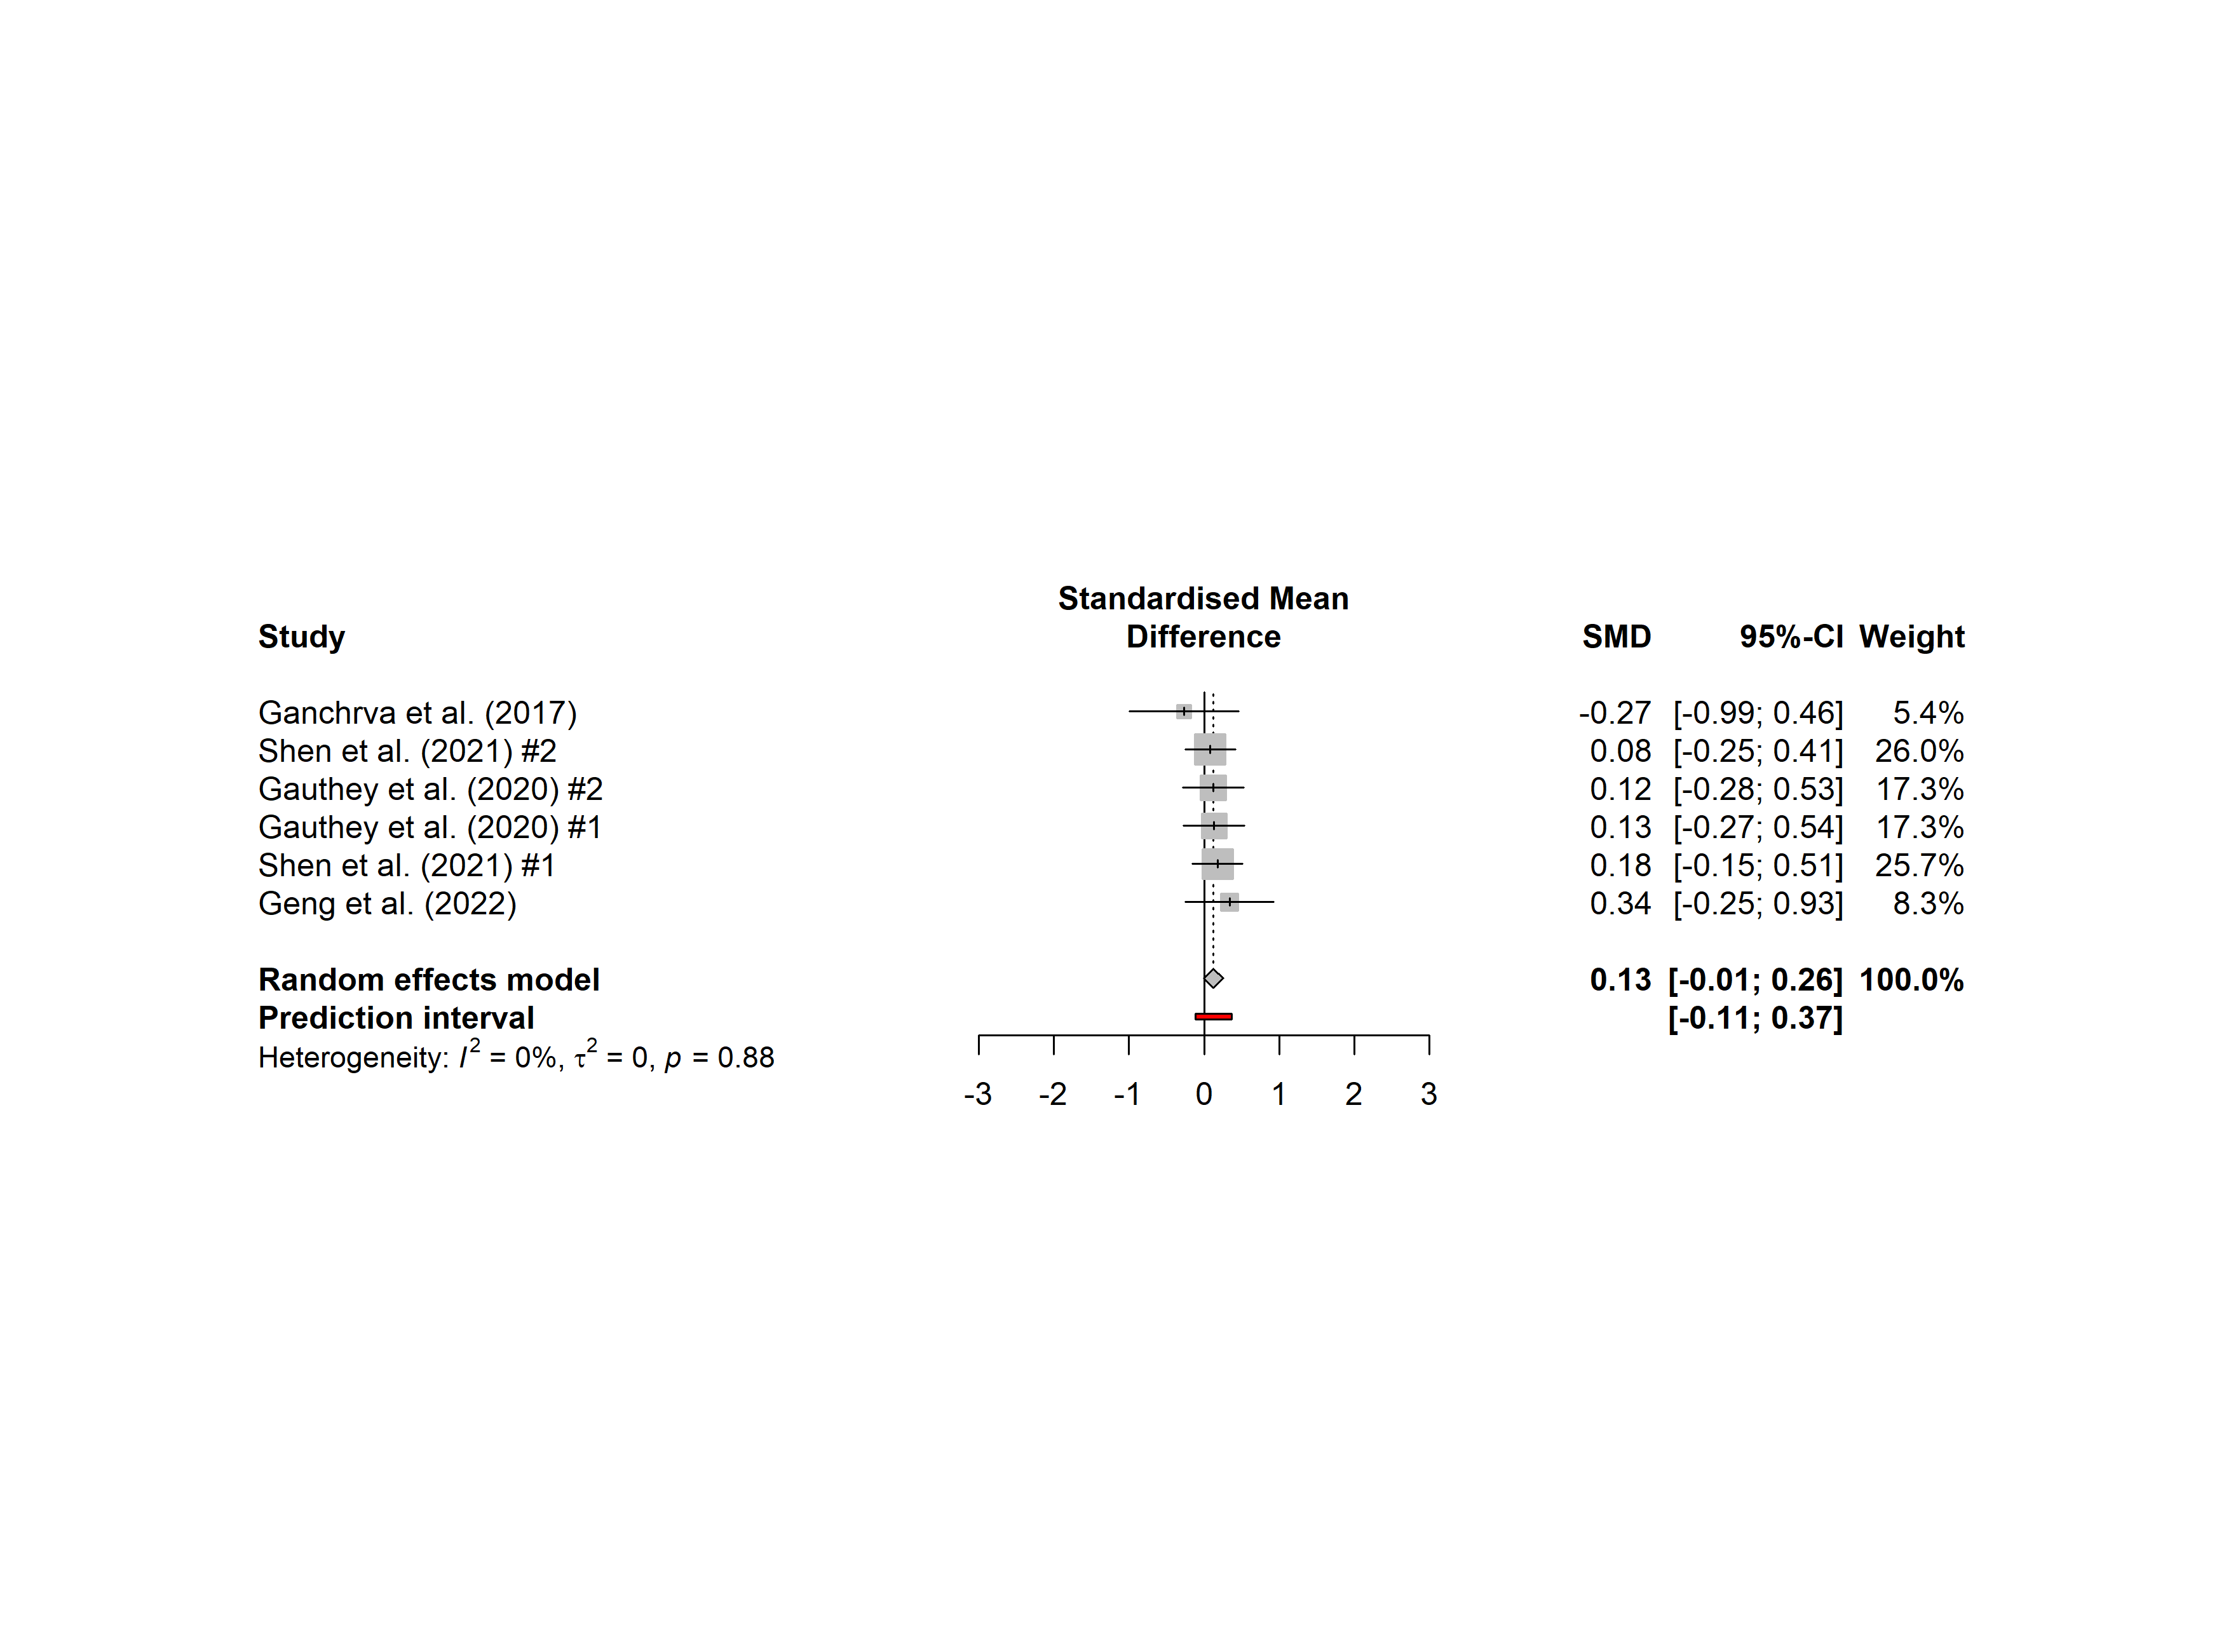 Standardised Mean
Study Difference SMD 95%-CI Weight
Ganchrva et al. (2017) -0.27 [-0.99; 0.46] 5.4%
Shen et al. (2021) #2 0.08 [-0.25; 0.41] 26.0%
Gauthey et al. (2020) #2 0.12 [-0.28; 0.53] 17.3%
Gauthey et al. (2020) #1 0.13 [-0.27; 0.54] 17.3%
Shen et al. (2021) #1 0.18 [-0.15; 0.51] 25.7%
Geng et al. (2022) 0.34 [-0.25; 0.93] 8.3%
Random effects model 0.13 [-0.01; 0.26] 100.0%
Prediction interval [-0.11; 0.37]
Heterogeneity: I² = 0%, τ² = 0, p = 0.88
-3 -2 -1 0 1 2 3